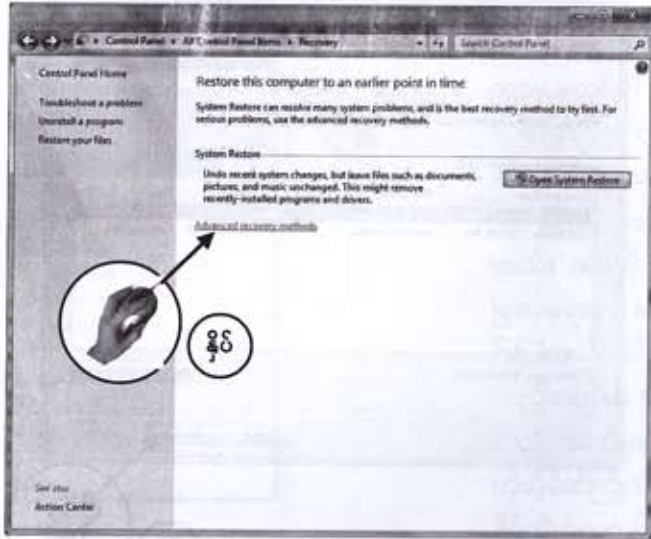 Control Panel ▸ All Control Panel Items ▸ Recovery
Search Control Panel
Control Panel Home
Troubleshoot a problem
Uninstall a program
Restore your files
Restore this computer to an earlier point in time
System Restore can resolve many system problems, and is the best recovery method to try first. For
serious problems, use the advanced recovery methods.
System Restore
Undo recent system changes, but leave files such as documents,
pictures, and music unchanged. This might remove
recently-installed programs and drivers.
Open System Restore
Advanced recovery methods
နှိပ်
See also
Action Center